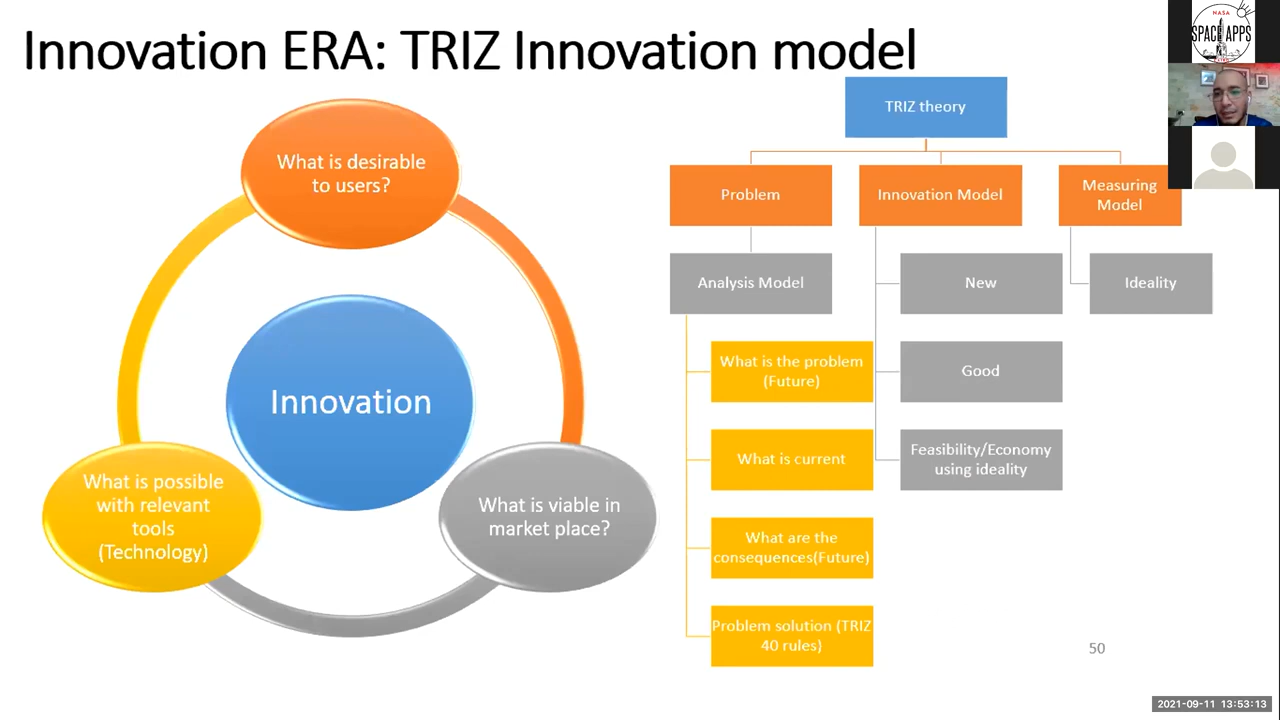 Innovation ERA: TRIZ Innovation model
NASA
SPACE APPS
What is desirable
to users?
Innovation
What is possible
with relevant
tools
(Technology)
What is viable in
market place?
TRIZ theory
Problem
Innovation Model
Measuring
Model
Analysis Model
New
Ideality
What is the problem
(Future)
Good
What is current
Feasibility/Economy
using ideality
What are the
consequences(Future)
Problem solution (TRIZ
40 rules)
50
2021-09-11 13:53:13